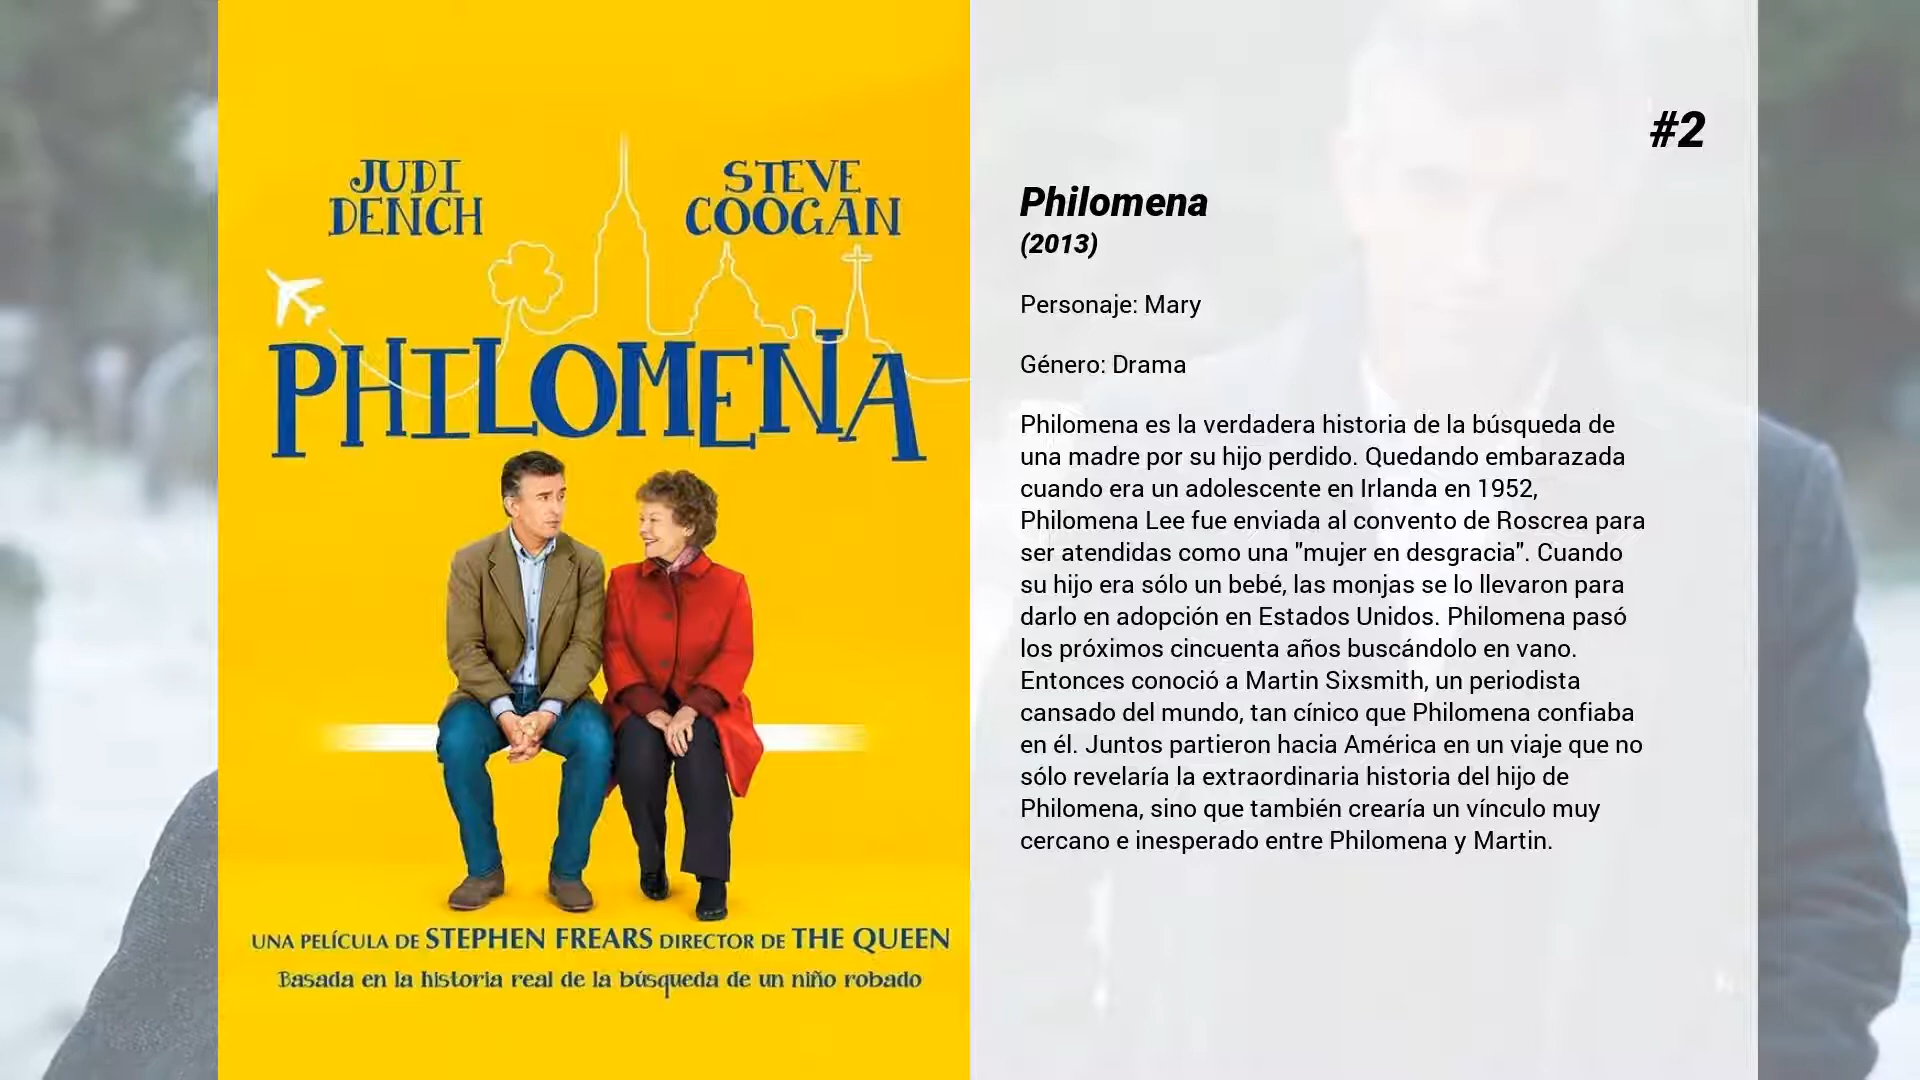 JUDI
DENCH
STEVE
COOGAN
PHILOMENA
UNA PELÍCULA DE STEPHEN FREARS DIRECTOR DE THE QUEEN
Basada en la historia real de la búsqueda de un niño robado
#2
Philomena
(2013)
Personaje: Mary
Género: Drama
Philomena es la verdadera historia de la búsqueda de
una madre por su hijo perdido. Quedando embarazada
cuando era un adolescente en Irlanda en 1952,
Philomena Lee fue enviada al convento de Roscrea para
ser atendidas como una "mujer en desgracia". Cuando
su hijo era sólo un bebé, las monjas se lo llevaron para
darlo en adopción en Estados Unidos. Philomena pasó
los próximos cincuenta años buscándolo en vano.
Entonces conoció a Martin Sixsmith, un periodista
cansado del mundo, tan cínico que Philomena confiaba
en él. Juntos partieron hacia América en un viaje que no
sólo revelaría la extraordinaria historia del hijo de
Philomena, sino que también crearía un vínculo muy
cercano e inesperado entre Philomena y Martin.